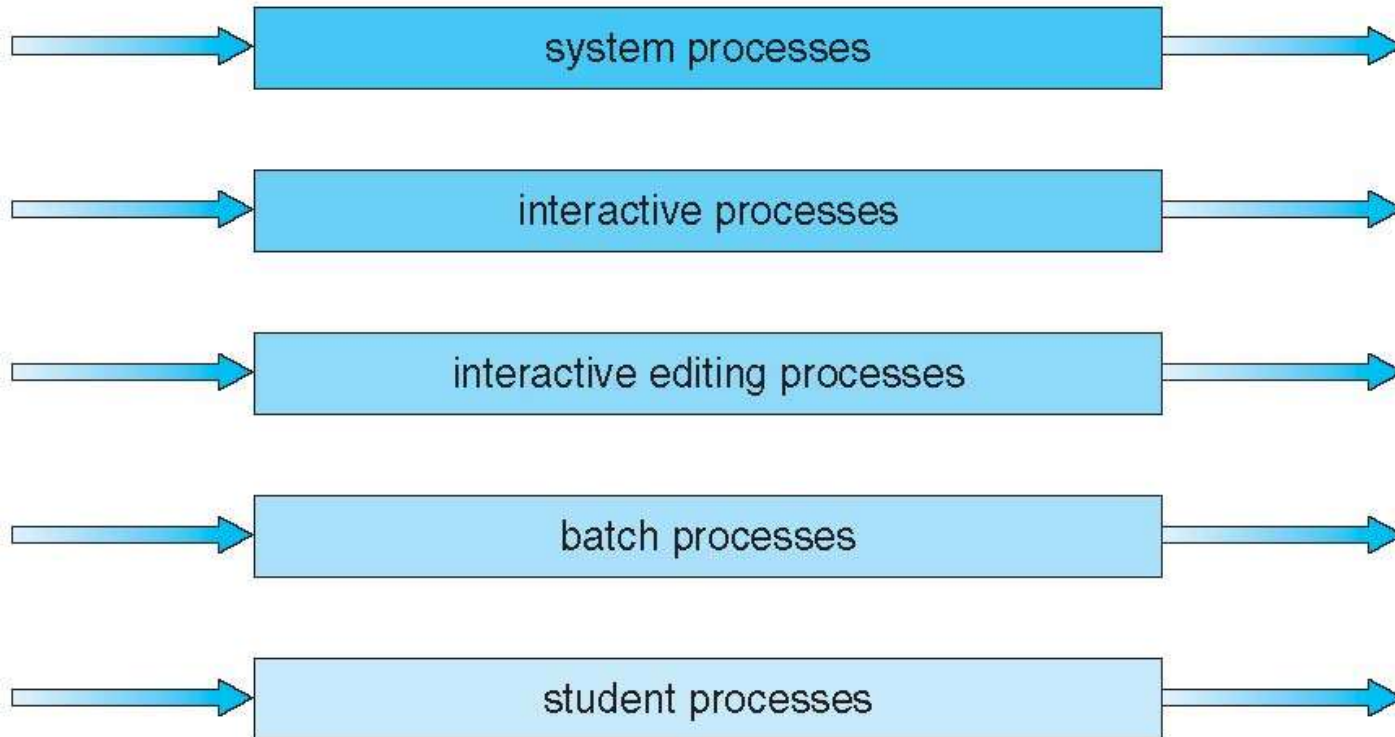 system processes
interactive processes
interactive editing processes
batch processes
student processes